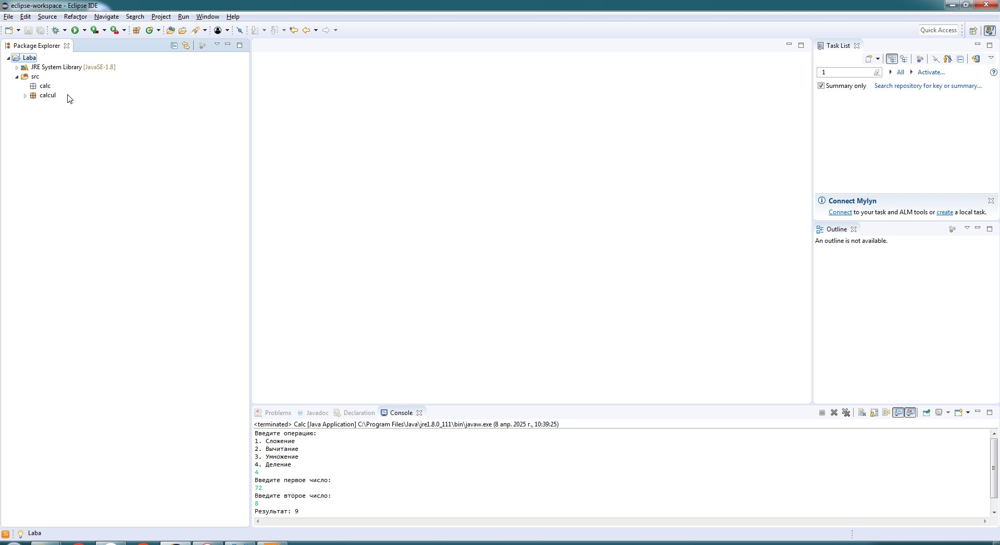 eclipse-workspace - Eclipse IDE
File Edit Source Refactor Navigate Search Project Run Window Help
Quick Access
Package Explorer
Laba
JRE System Library [JavaSE-1.8]
src
calc
calcul
Task List
1 All Activate...
Summary only Search repository for key or summary...
Connect Mylyn
Connect to your task and ALM tools or create a local task.
Outline
An outline is not available.
Problems Javadoc Declaration Console
<terminated> Calc [Java Application] C:\Program Files\Java\jre1.8.0_111\bin\javaw.exe (8 апр. 2025 г., 10:39:25)
Введите операцию:
1. Сложение
2. Вычитание
3. Умножение
4. Деление
4
Введите первое число:
72
Введите второе число:
8
Результат: 9
Laba